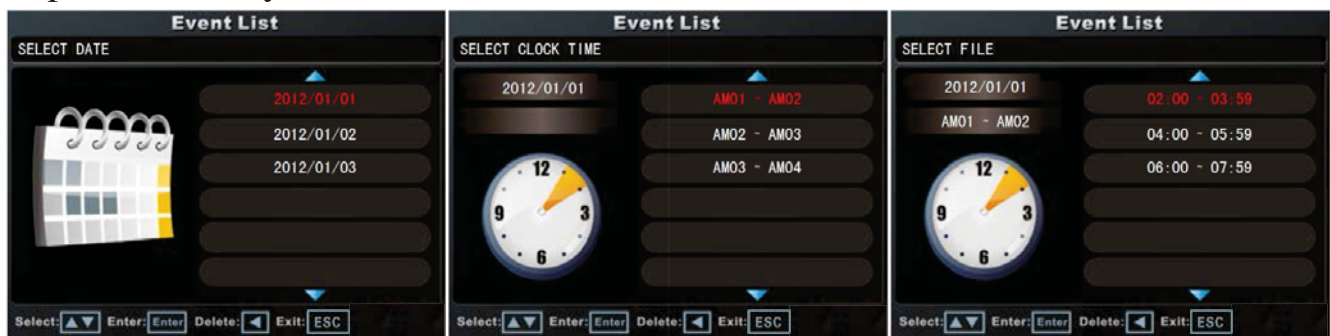 Event List
SELECT DATE
2012/01/01
2012/01/02
2012/01/03
Select: ▲▼ Enter: Enter Delete: ◀ Exit: ESC
Event List
SELECT CLOCK TIME
2012/01/01
AM01 ~ AM02
AM02 ~ AM03
AM03 ~ AM04
12
9
3
6
Select: ▲▼ Enter: Enter Delete: ◀ Exit: ESC
Event List
SELECT FILE
2012/01/01
AM01 ~ AM02
02:00 ~ 03:59
04:00 ~ 05:59
06:00 ~ 07:59
12
9
3
6
Select: ▲▼ Enter: Enter Delete: ◀ Exit: ESC